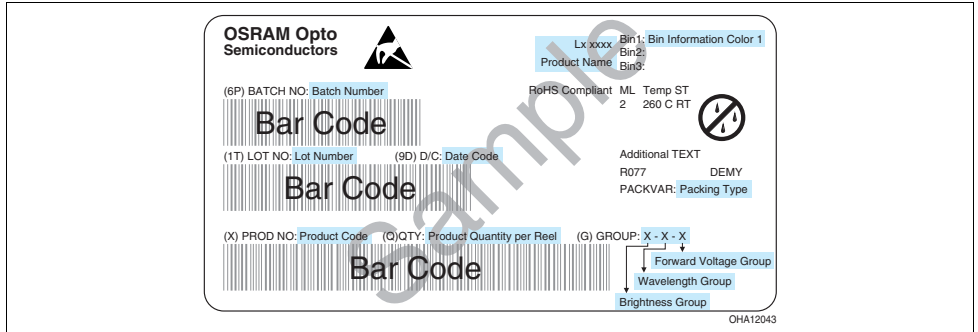 OSRAM Opto
Semiconductors
Lx xxxx
Product Name
Bin1: Bin Information Color 1
Bin2:
Bin3:
(6P) BATCH NO: Batch Number
Bar Code
RoHS Compliant
ML Temp ST
2 260 C RT
(1T) LOT NO: Lot Number (9D) D/C: Date Code
Bar Code
Additional TEXT
R077 DEMY
PACKVAR: Packing Type
(X) PROD NO: Product Code (Q)QTY: Product Quantity per Reel (G) GROUP: X - X - X
Bar Code
Forward Voltage Group
Wavelength Group
Brightness Group
Sample
OHA12043